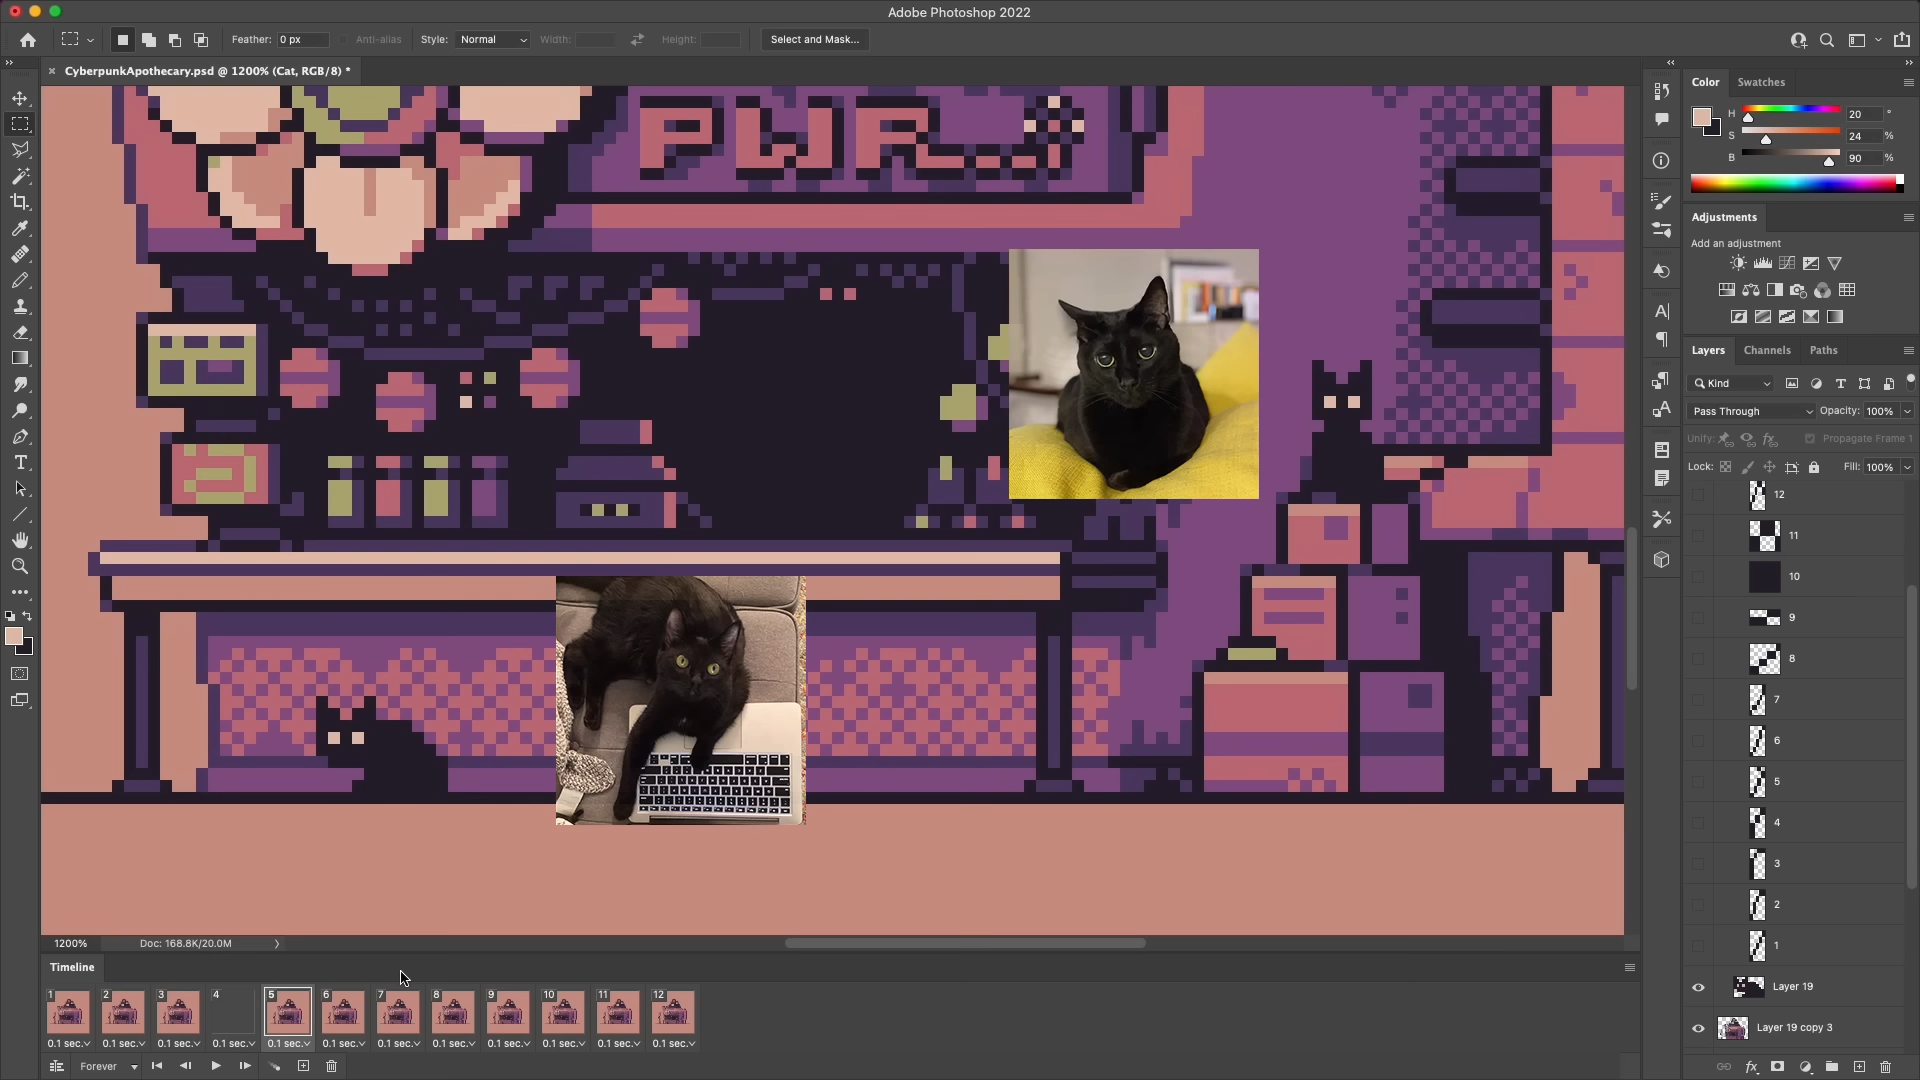 Adobe Photoshop 2022
Feather: 0 px Anti-alias Style: Normal Width: Height: Select and Mask...
CyberpunkApothecary.psd @ 1200% (Cat, RGB/8) *
PWR
Color Swatches
H 20 °
S 24 %
B 90 %
Adjustments
Add an adjustment
Layers Channels Paths
Kind
Pass Through Opacity: 100%
Unify: Propagate Frame 1
Lock: Fill: 100%
12
11
10
9
8
7
6
5
4
3
2
1
Layer 19
Layer 19 copy 3
1200% Doc: 168.8K/20.0M
Timeline
1 2 3 4 5 6 7 8 9 10 11 12
0.1 sec. 0.1 sec. 0.1 sec. 0.1 sec. 0.1 sec. 0.1 sec. 0.1 sec. 0.1 sec. 0.1 sec. 0.1 sec. 0.1 sec. 0.1 sec.
Forever